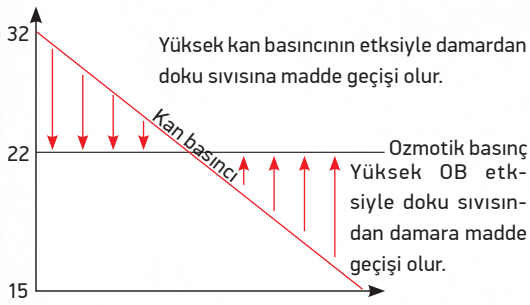 32
Yüksek kan basıncının etksiyle damardan
doku sıvısına madde geçişi olur.
Kan basıncı
22
Ozmotik basınç
Yüksek OB etk-
siyle doku sıvısın-
dan damara madde
geçişi olur.
15